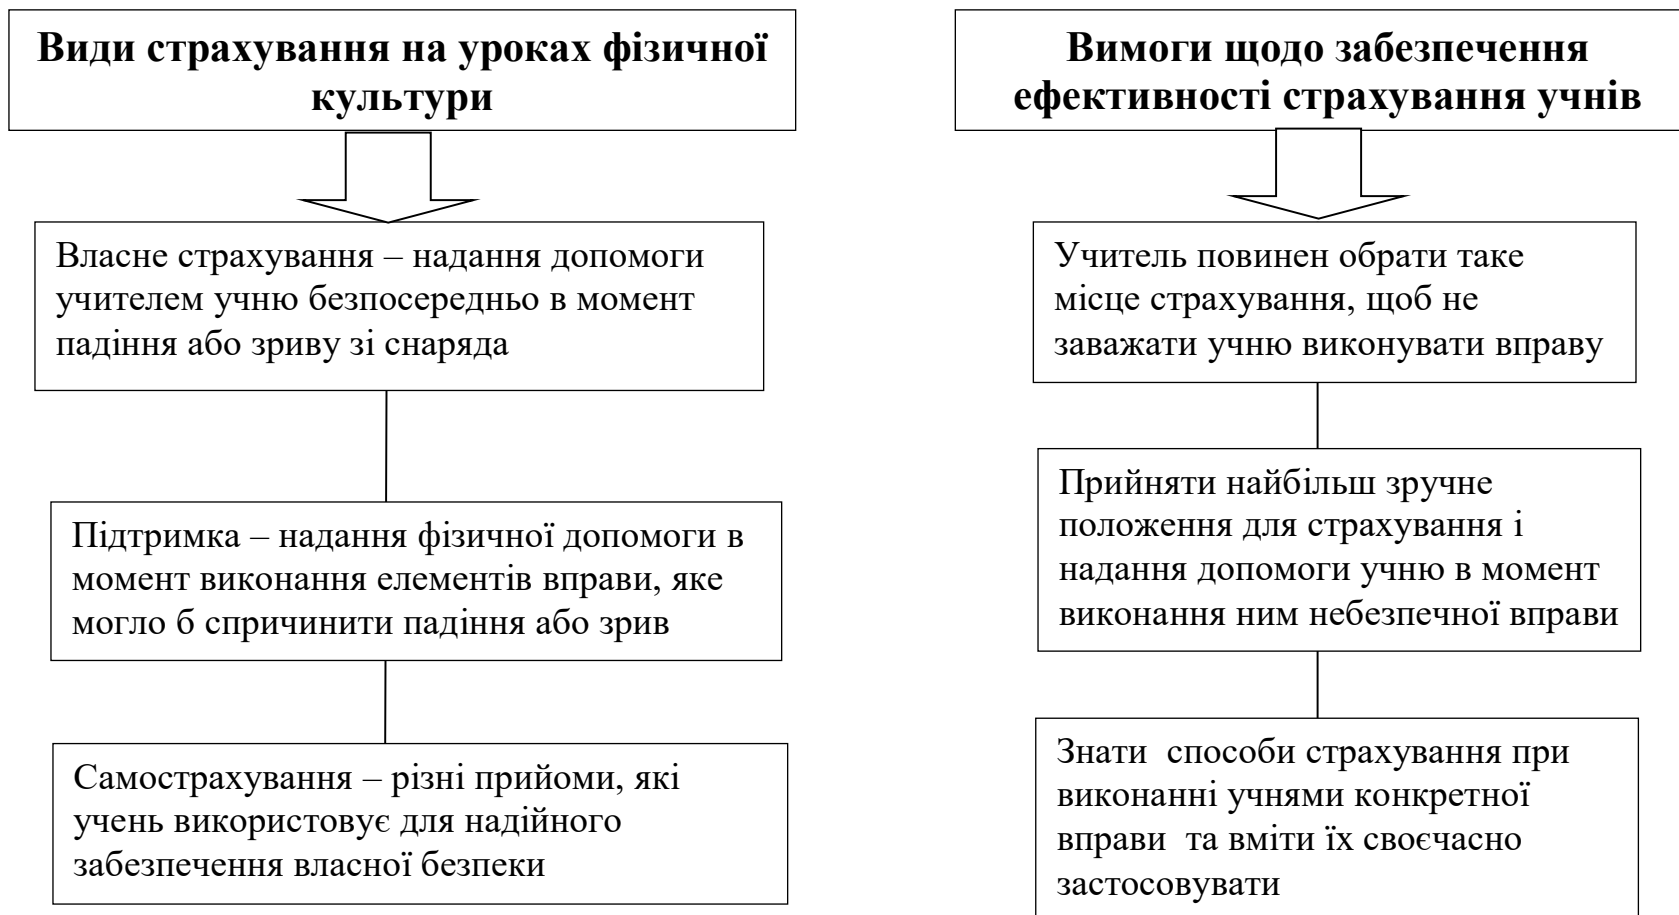 Види страхування на уроках фізичної
культури
Власне страхування – надання допомоги
учителем учню безпосередньо в момент
падіння або зриву зі снаряда
Підтримка – надання фізичної допомоги в
момент виконання елементів вправи, яке
могло б спричинити падіння або зрив
Самострахування – різні прийоми, які
учень використовує для надійного
забезпечення власної безпеки
Вимоги щодо забезпечення
ефективності страхування учнів
Учитель повинен обрати таке
місце страхування, щоб не
заважати учню виконувати вправу
Прийняти найбільш зручне
положення для страхування і
надання допомоги учню в момент
виконання ним небезпечної вправи
Знати способи страхування при
виконанні учнями конкретної
вправи та вміти їх своєчасно
застосовувати